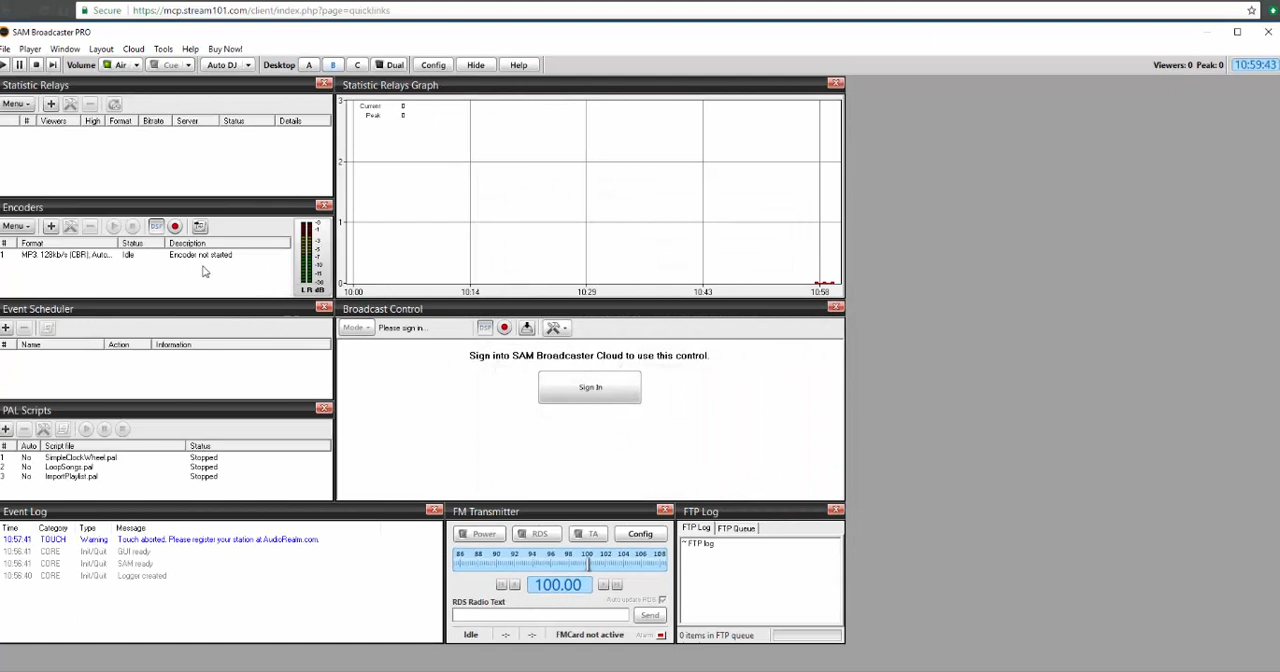 Secure https://mcp.stream101.com/client/index.php?page=quicklinks
SAM Broadcaster PRO
File Player Window Layout Cloud Tools Help Buy Now!
Volume Air Cue Auto DJ Desktop A B C Dual Config Hide Help Viewers: 0 Peak: 0 10:59:43
Statistic Relays
Menu
# Viewers High Format Bitrate Server Status Details
Statistic Relays Graph
Current 0
Peak 0
3
2
1
0
10:00 10:14 10:29 10:43 10:58
Encoders
Menu
# Format Status Description
1 MP3. 128kb/s (CBR), Auto... Idle Encoder not started
L R dB
Event Scheduler
# Name Action Information
Broadcast Control
Mode Please sign in... DSP
Sign into SAM Broadcaster Cloud to use this control.
Sign In
PAL Scripts
# Auto Script file Status
1 No SimpleClockWheel.pal Stopped
2 No LoopSongs.pal Stopped
3 No ImportPlaylist.pal Stopped
Event Log
Time Category Type Message
10:57:41 TOUCH Warning Touch aborted. Please register your station at AudioRealm.com.
10:56:41 CORE Init/Quit GUI ready
10:56:41 CORE Init/Quit SAM ready
10:56:40 CORE Init/Quit Logger created
FM Transmitter
Power RDS TA Config
86 88 90 92 94 96 98 100 102 104 106 108
100.00
Auto update RDS
RDS Radio Text
Send
Idle -:- -:- FMCard not active Alarm
FTP Log
FTP Log FTP Queue
~ FTP log
0 items in FTP queue